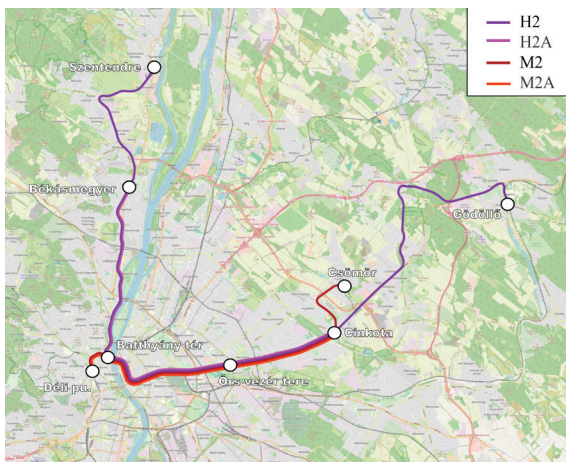 H2
H2A
M2
M2A
Szentendre
Békásmegyer
Gödöllő
Csömör
Cinkota
Batthyány tér
Déli pu.
Örs vezér tere